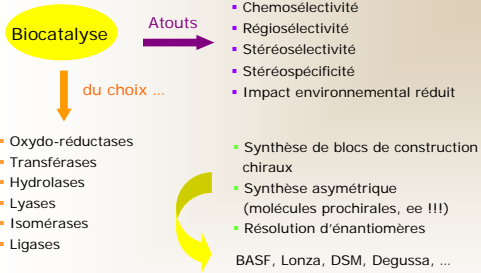 Biocatalyse
Atouts
▪ Chemosélectivité
▪ Régiosélectivité
▪ Stéréosélectivité
▪ Stéréospécificité
▪ Impact environnemental réduit
du choix ...
▪ Oxydo-réductases
▪ Transférases
▪ Hydrolases
▪ Lyases
▪ Isomérases
▪ Ligases
▪ Synthèse de blocs de construction
chiraux
▪ Synthèse asymétrique
(molécules prochirales, ee !!!)
▪ Résolution d'énantiomères
BASF, Lonza, DSM, Degussa, ...